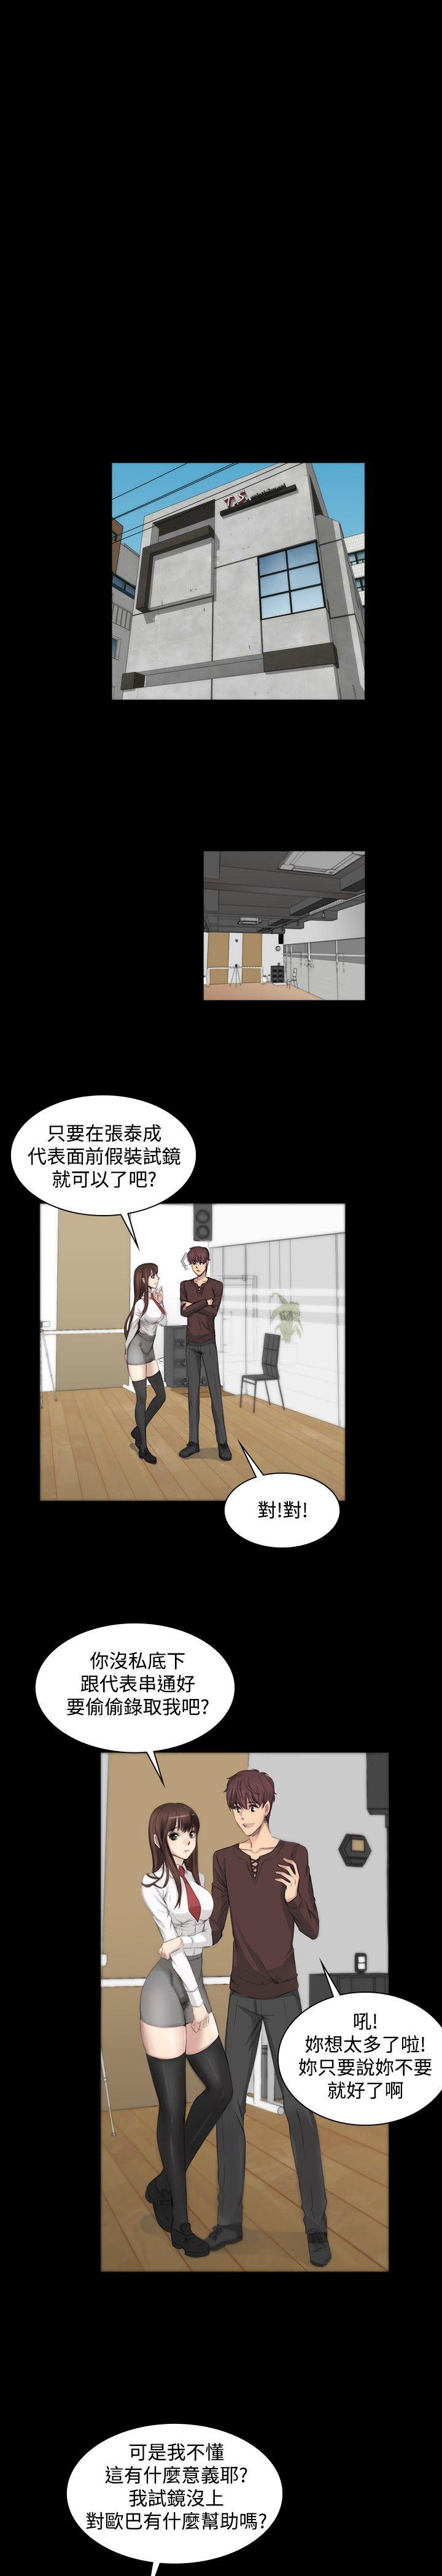 T.S. entertainment
只要在張泰成
代表面前假裝試鏡
就可以了吧?
對!對!
你沒私底下
跟代表串通好
要偷偷錄取我吧?
吼!
妳想太多了啦!
妳只要說妳不要
就好了啊
可是我不懂
這有什麼意義耶?
我試鏡沒上
對歐巴有什麼幫助嗎?